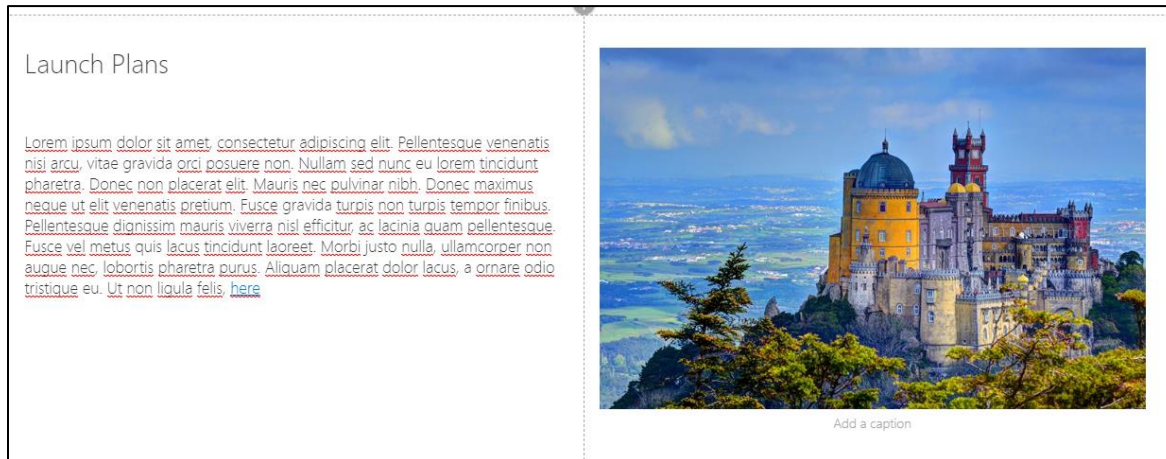 Launch Plans
Lorem ipsum dolor sit amet, consectetur adipiscing elit. Pellentesque venenatis
nisi arcu, vitae gravida orci posuere non. Nullam sed nunc eu lorem tincidunt
pharetra. Donec non placerat elit. Mauris nec pulvinar nibh. Donec maximus
neque ut elit venenatis pretium. Fusce gravida turpis non turpis tempor finibus.
Pellentesque dignissim mauris viverra nisl efficitur, ac lacinia quam pellentesque.
Fusce vel metus quis lacus tincidunt laoreet. Morbi justo nulla, ullamcorper non
augue nec, lobortis pharetra purus. Aliquam placerat dolor lacus, a ornare odio
tristique eu. Ut non ligula felis, here
Add a caption